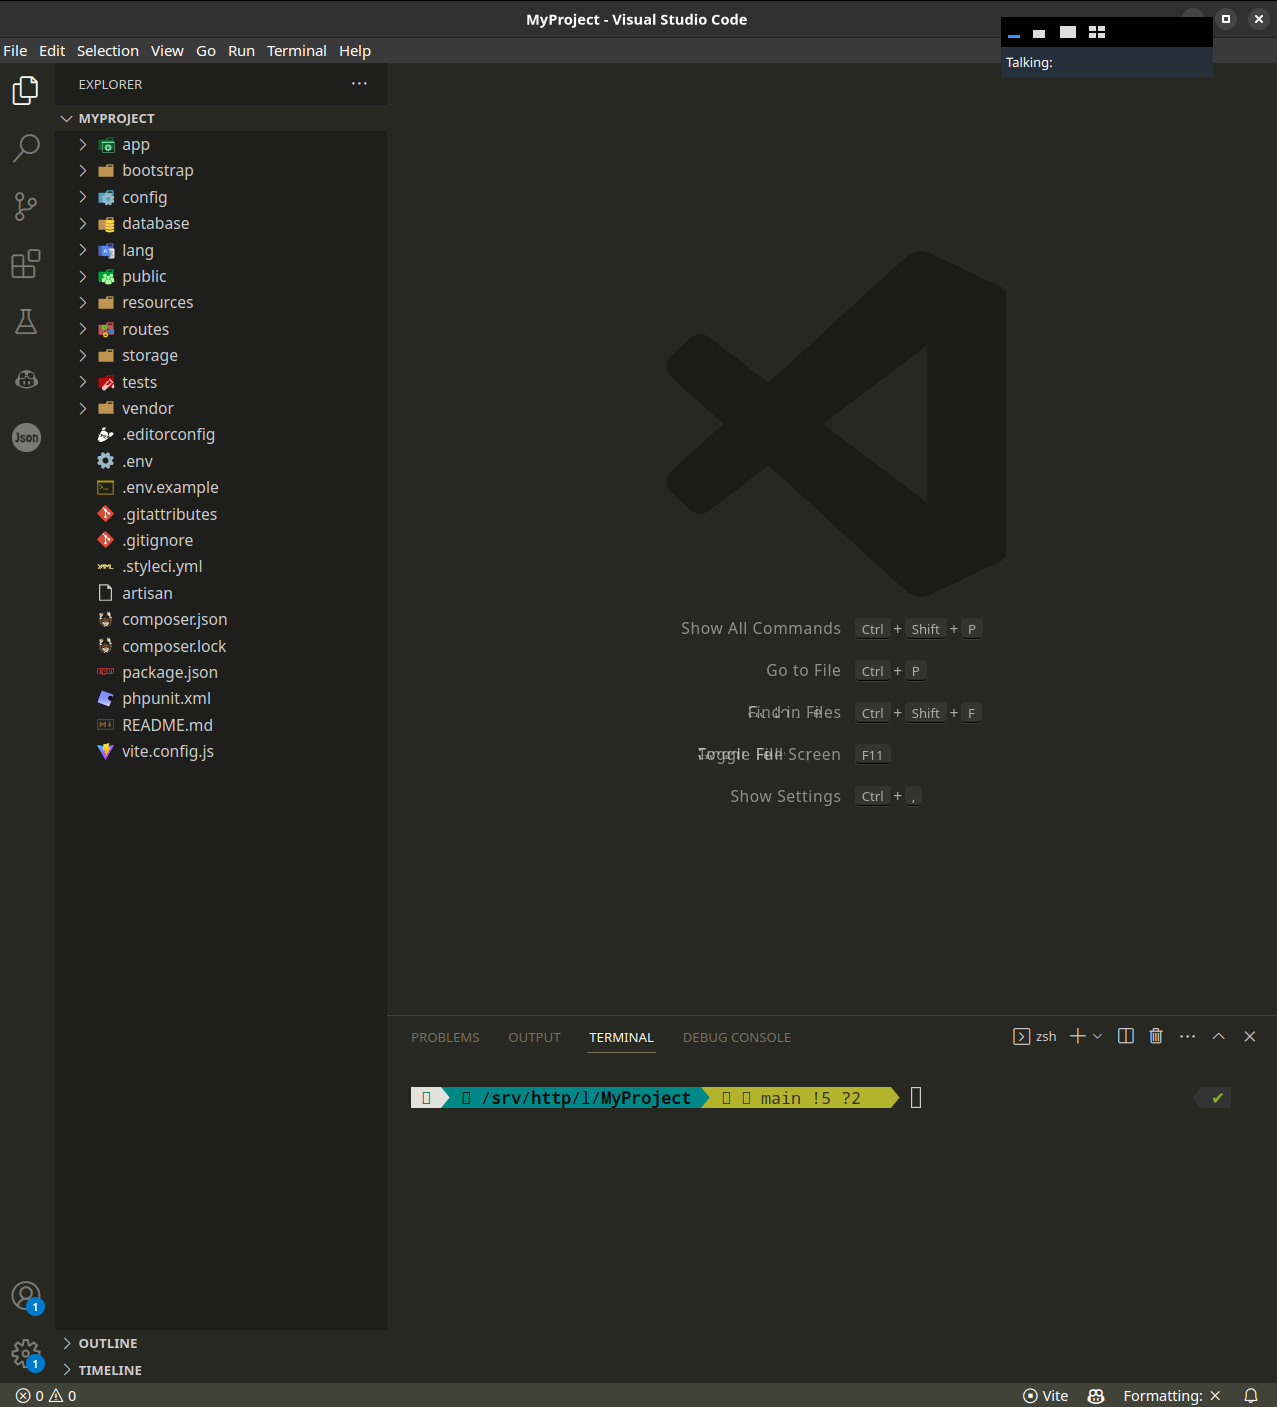 MyProject - Visual Studio Code
File Edit Selection View Go Run Terminal Help
Talking:
EXPLORER
MYPROJECT
app
bootstrap
config
database
lang
public
resources
routes
storage
tests
vendor
.editorconfig
.env
.env.example
.gitattributes
.gitignore
.styleci.yml
artisan
composer.json
composer.lock
package.json
phpunit.xml
README.md
vite.config.js
OUTLINE
TIMELINE
Json
1
1
Show All Commands Ctrl + Shift + P
Go to File Ctrl + P
Find in Files Ctrl + Shift + F
Toggle Full Screen F11
Show Settings Ctrl + ,
PROBLEMS OUTPUT TERMINAL DEBUG CONSOLE zsh
/srv/http/l/MyProject main !5 ?2 ✔
0 0 Vite Formatting: ✕